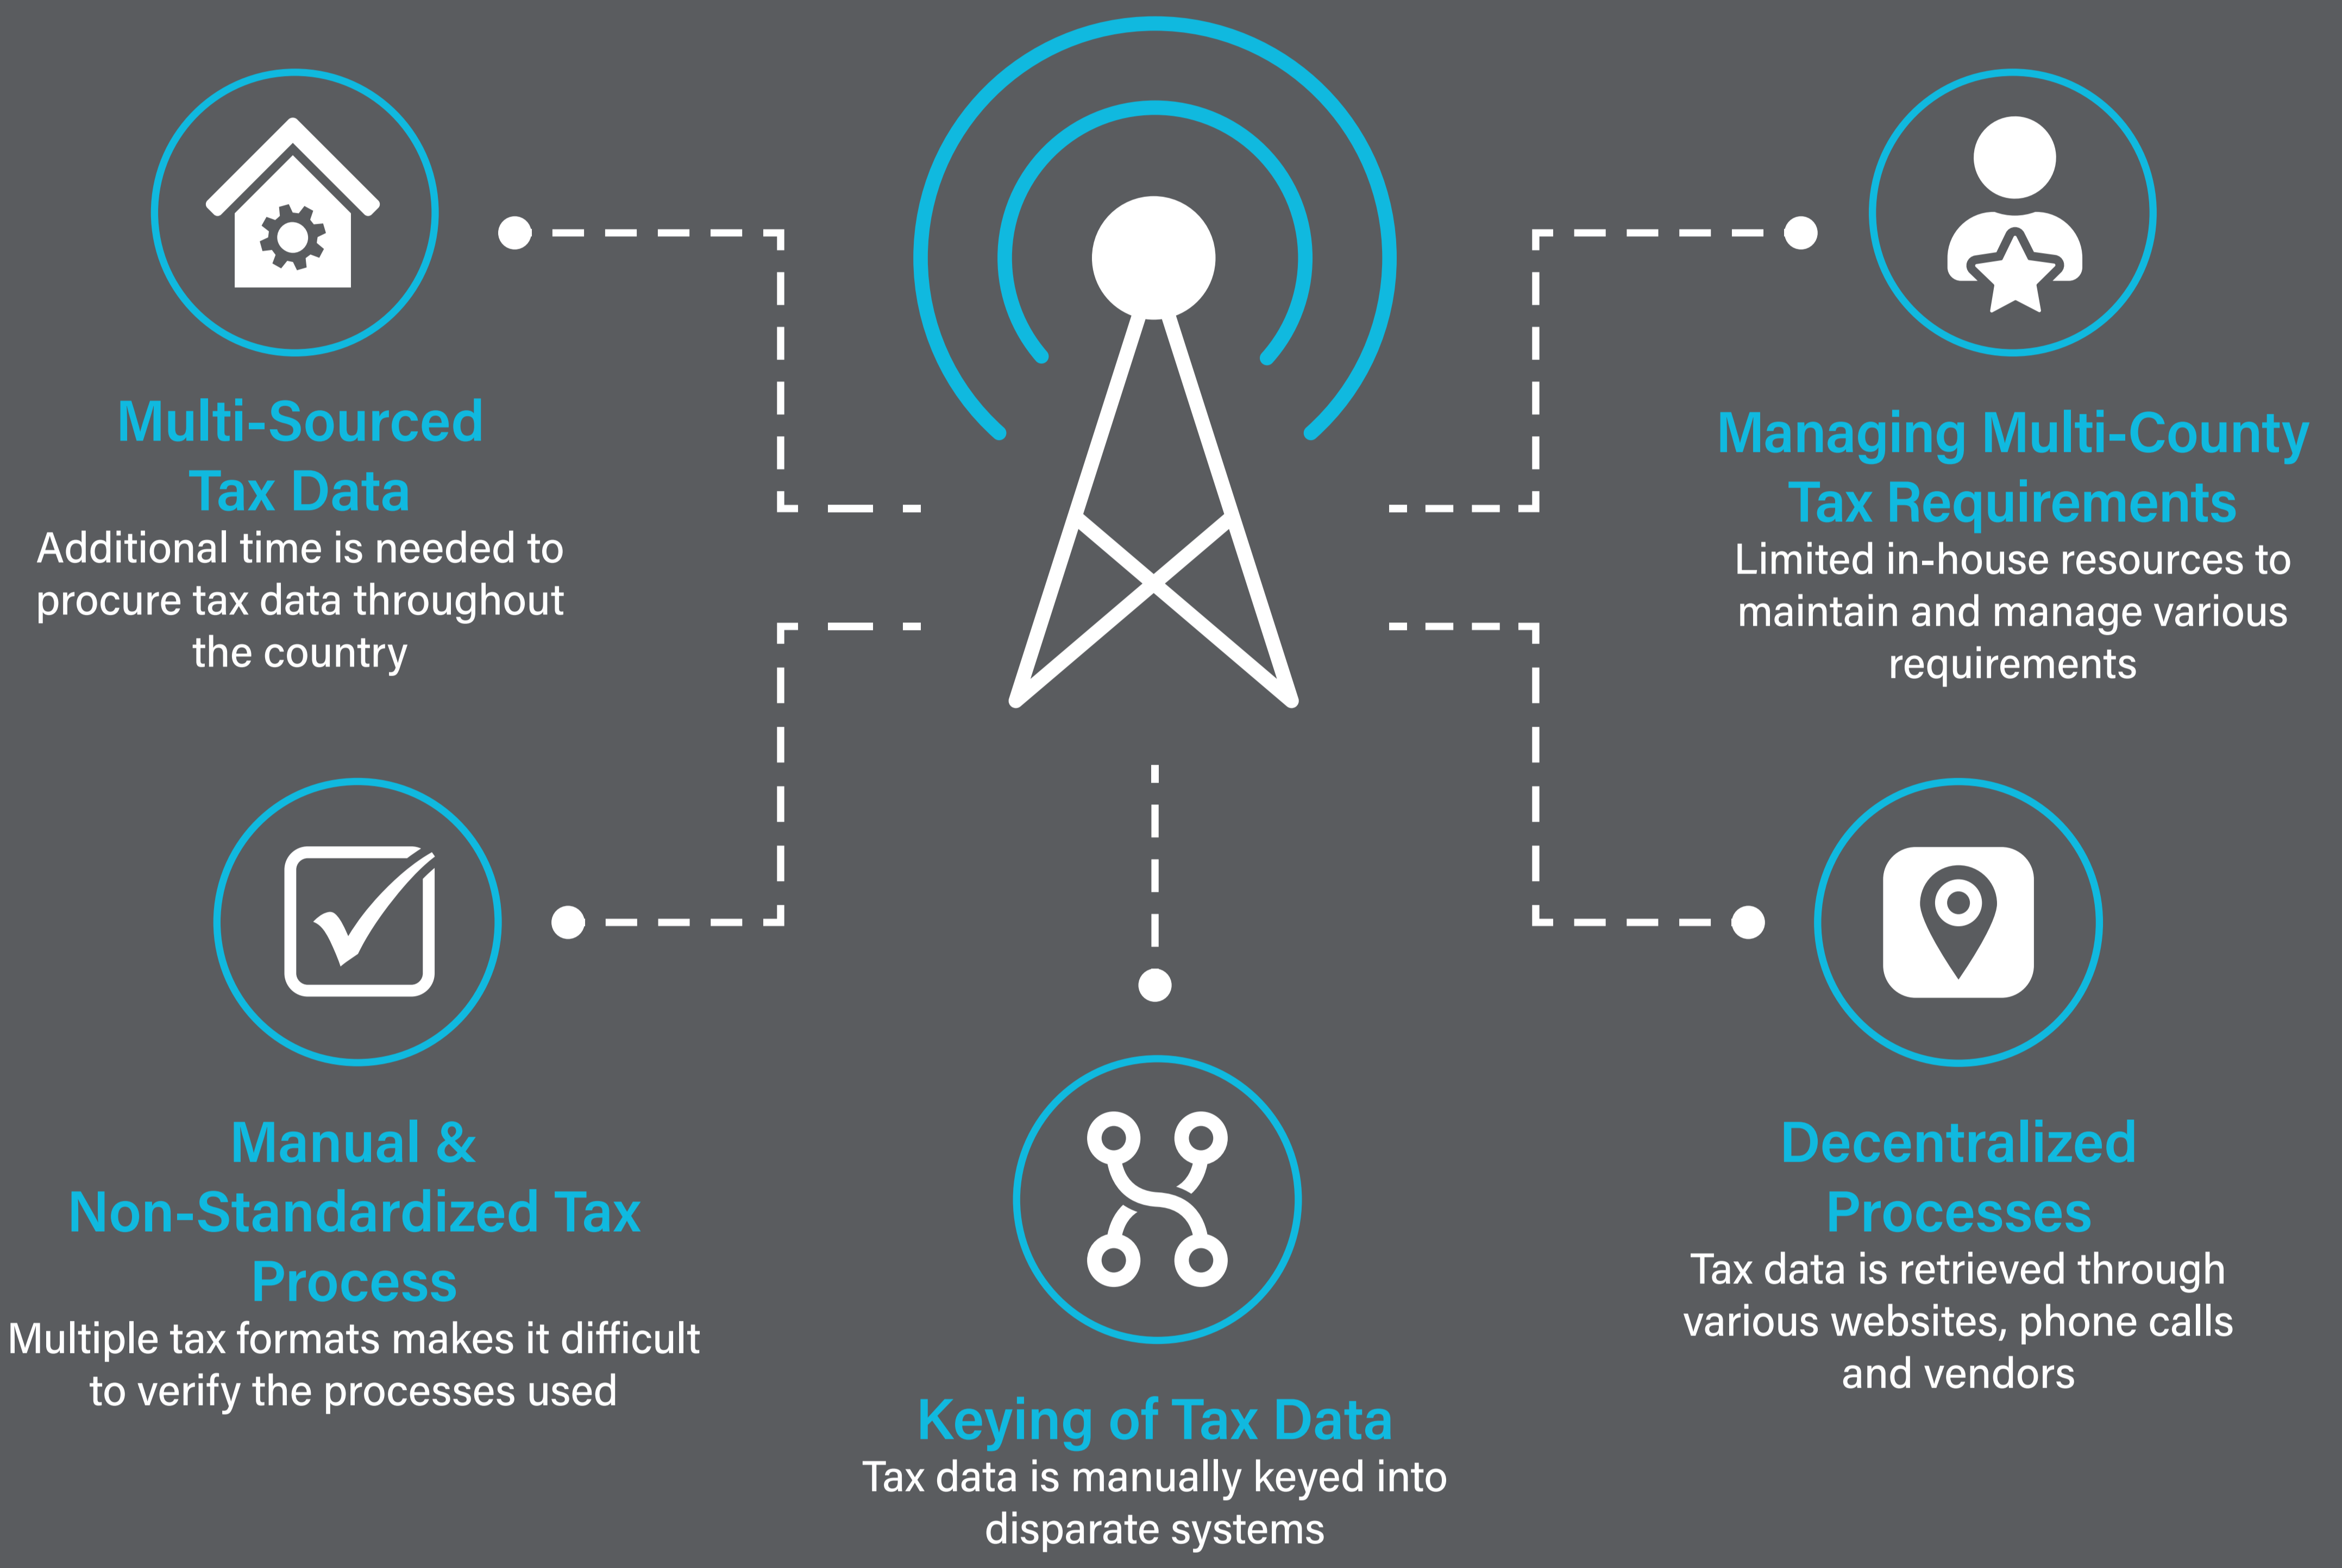 Multi-Sourced
Tax Data
Additional time is needed to
procure tax data throughout
the country
Managing Multi-County
Tax Requirements
Limited in-house resources to
maintain and manage various
requirements
Manual &
Non-Standardized Tax
Process
Multiple tax formats makes it difficult
to verify the processes used
Keying of Tax Data
Tax data is manually keyed into
disparate systems
Decentralized
Processes
Tax data is retrieved through
various websites, phone calls
and vendors